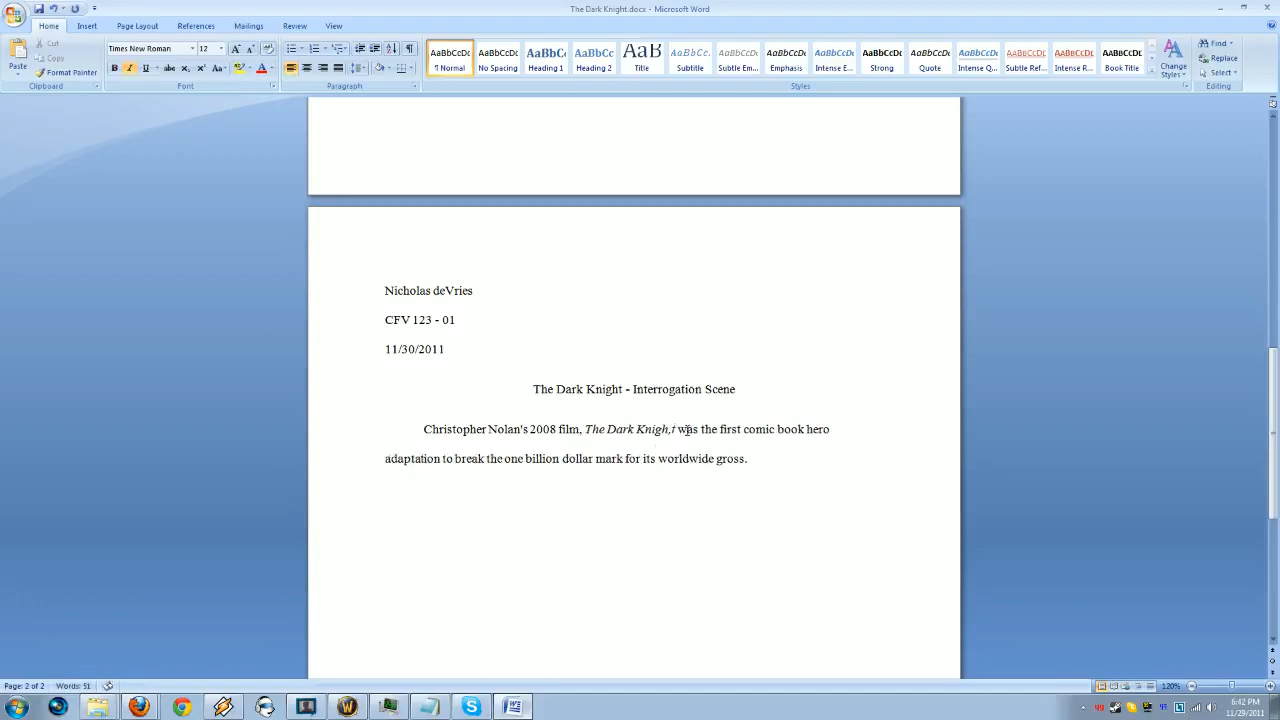 The Dark Knight.docx - Microsoft Word
Home Insert Page Layout References Mailings Review View
Cut
Copy
Format Painter
Paste
Clipboard
Times New Roman 12
Font
Paragraph
AaBbCcDc AaBbCcDc AaBbC AaBbCc AaB AaBbCc. AaBbCcDc AaBbCcDc AaBbCcDc AaBbCcDc AaBbCcDc AaBbCcDc AaBbCcDc AaBbCcDc AaBbCcDc
¶ Normal No Spacing Heading 1 Heading 2 Title Subtitle Subtle Em... Emphasis Intense E... Strong Quote Intense Q... Subtle Ref... Intense R... Book Title
Change Styles
Styles
Find
Replace
Select
Editing
Nicholas deVries
CFV 123 - 01
11/30/2011
The Dark Knight - Interrogation Scene
Christopher Nolan's 2008 film, The Dark Knigh,t was the first comic book hero
adaptation to break the one billion dollar mark for its worldwide gross.
Page: 2 of 2 Words: 51
120%
6:42 PM
11/29/2011